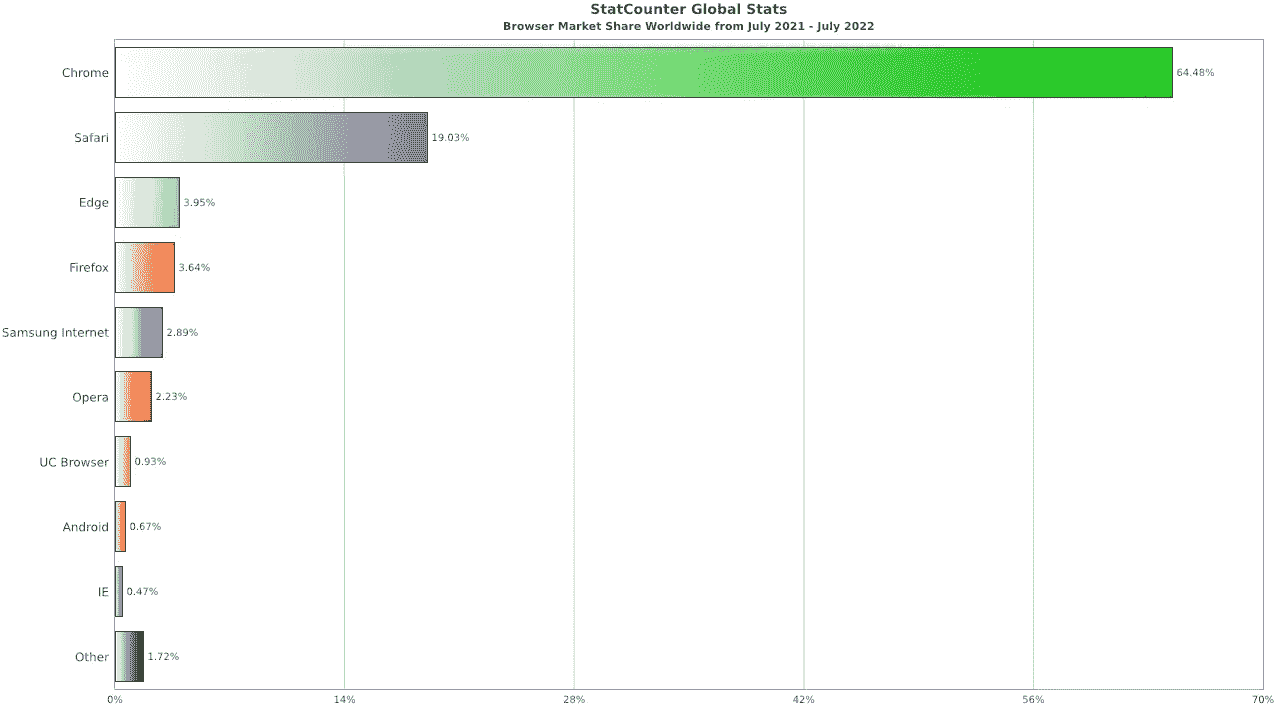 StatCounter Global Stats
Browser Market Share Worldwide from July 2021 - July 2022
Chrome 64.48%
Safari 19.03%
Edge 3.95%
Firefox 3.64%
Samsung Internet 2.89%
Opera 2.23%
UC Browser 0.93%
Android 0.67%
IE 0.47%
Other 1.72%
0% 14% 28% 42% 56% 70%